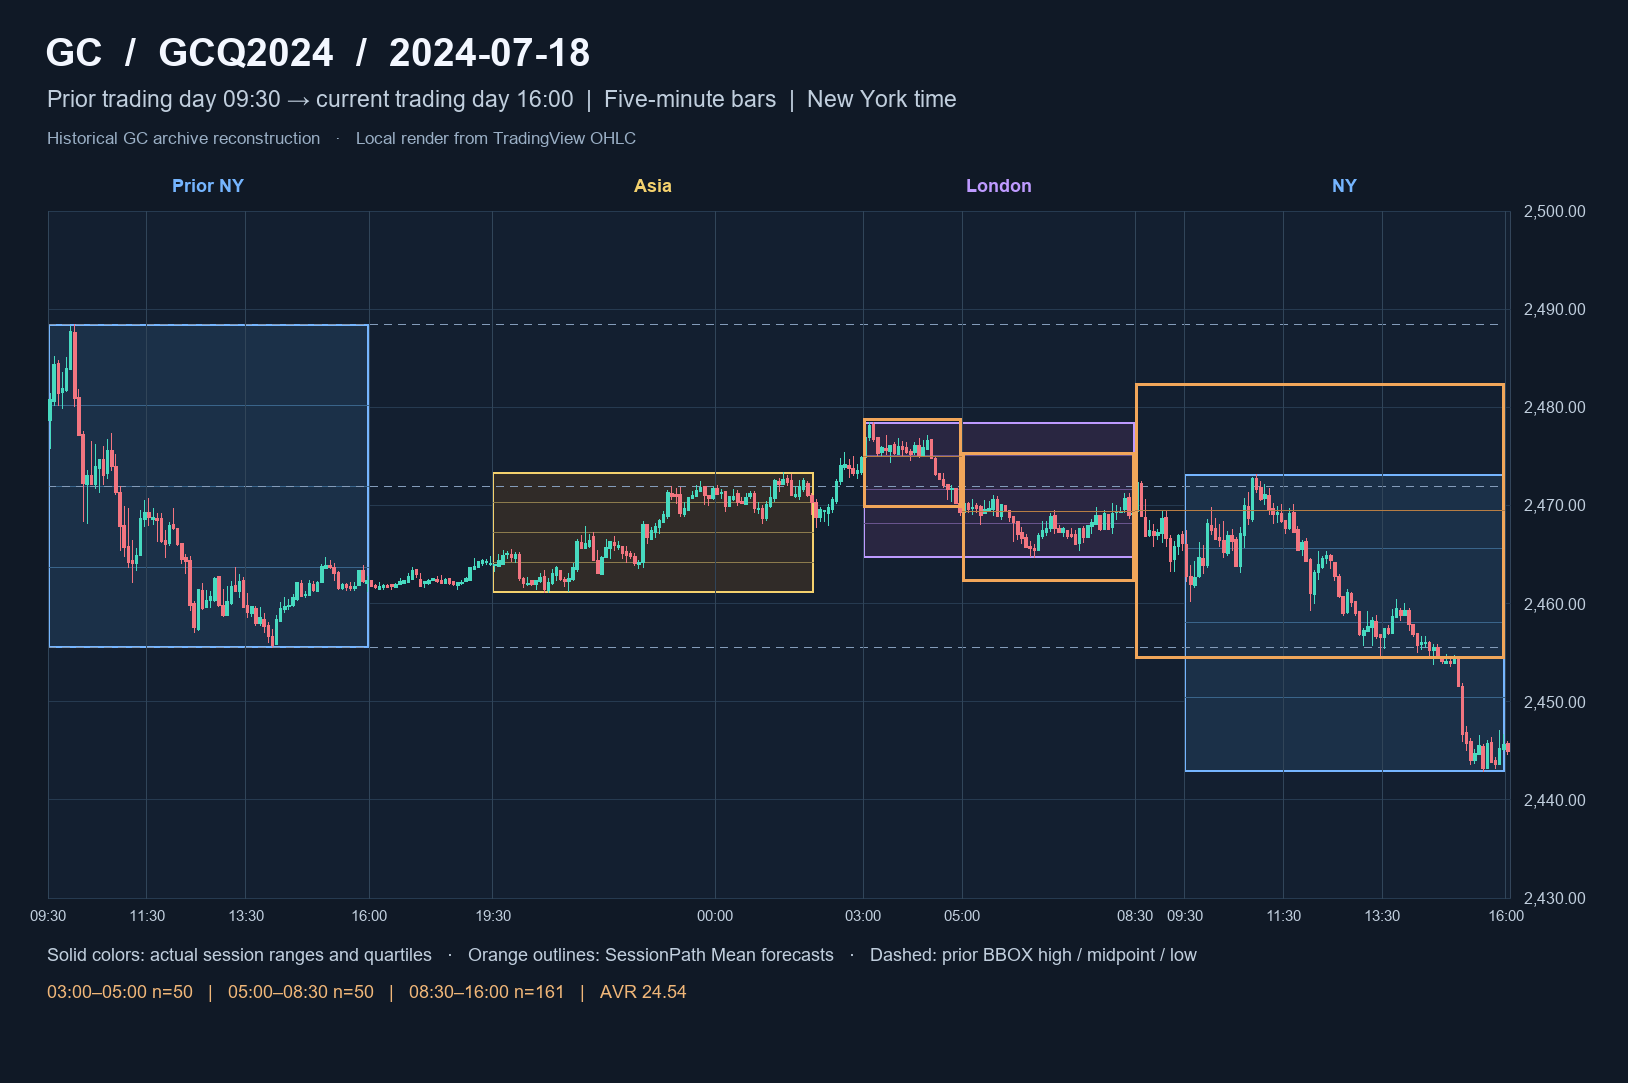 GC / GCQ2024 / 2024-07-18
Prior trading day 09:30 → current trading day 16:00 | Five-minute bars | New York time
Historical GC archive reconstruction · Local render from TradingView OHLC
Prior NY Asia London NY
2,500.00
2,490.00
2,480.00
2,470.00
2,460.00
2,450.00
2,440.00
2,430.00
09:30 11:30 13:30 16:00 19:30 00:00 03:00 05:00 08:30 09:30 11:30 13:30 16:00
Solid colors: actual session ranges and quartiles · Orange outlines: SessionPath Mean forecasts · Dashed: prior BBOX high / midpoint / low
03:00–05:00 n=50 | 05:00–08:30 n=50 | 08:30–16:00 n=161 | AVR 24.54